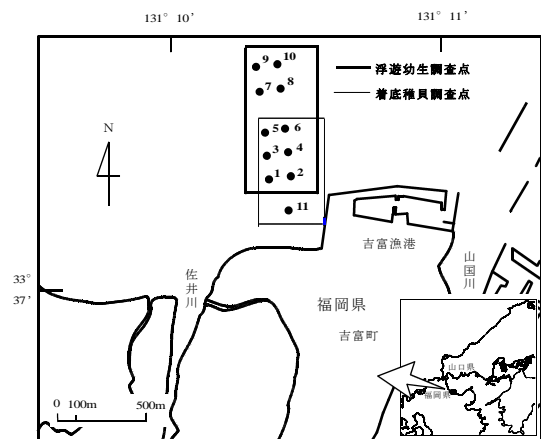 131° 10′
131° 11′
9
10
7
8
浮遊幼生調査点
着底稚貝調査点
N
5
6
3
4
1
2
11
吉富漁港
山国川
佐井川
33°
37′
福岡県
吉富町
山口県
福岡県
0 100m 500m